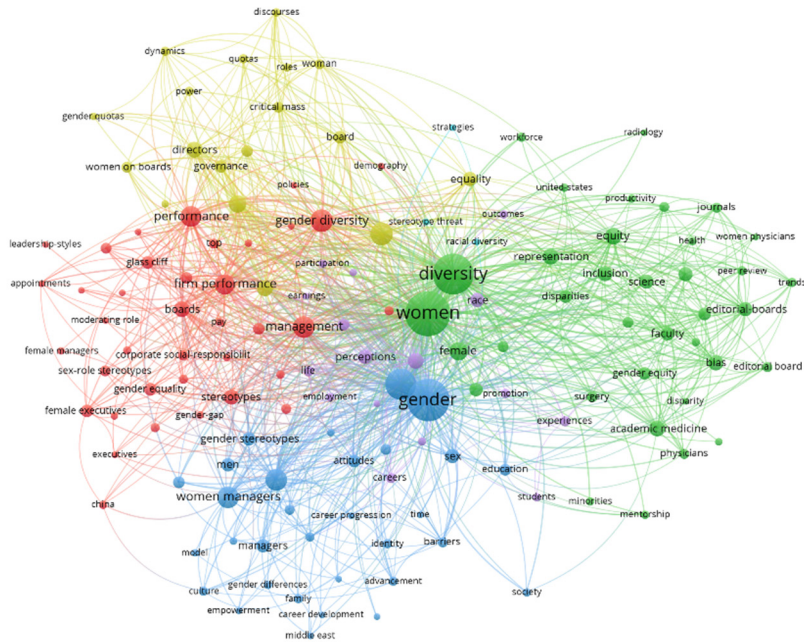 discourses
dynamics
quotas
roles
woman
power
gender quotas
critical mass
strategies
workforce
radiology
board
directors
women on boards
governance
demography
policies
equality
united states
productivity
journals
performance
gender diversity
stereotype threat
outcomes
leadership-styles
top
racial diversity
equity
health
women physicians
glass cliff
participation
representation
appointments
firm performance
diversity
inclusion
science
peer review
trends
earnings
race
disparities
moderating role
boards
pay
women
editorial boards
management
faculty
female managers
corporate social-responsibilit
perceptions
female
sex-role stereotypes
life
gender equity
bias
editorial board
gender equality
stereotypes
employment
gender
promotion
surgery
disparity
female executives
gender-gap
experiences
academic medicine
gender stereotypes
executives
men
attitudes
sex
education
physicians
women managers
careers
china
students
minorities
mentorship
career progression
time
model
managers
identity
barriers
culture
gender differences
advancement
family
society
empowerment
career development
middle east